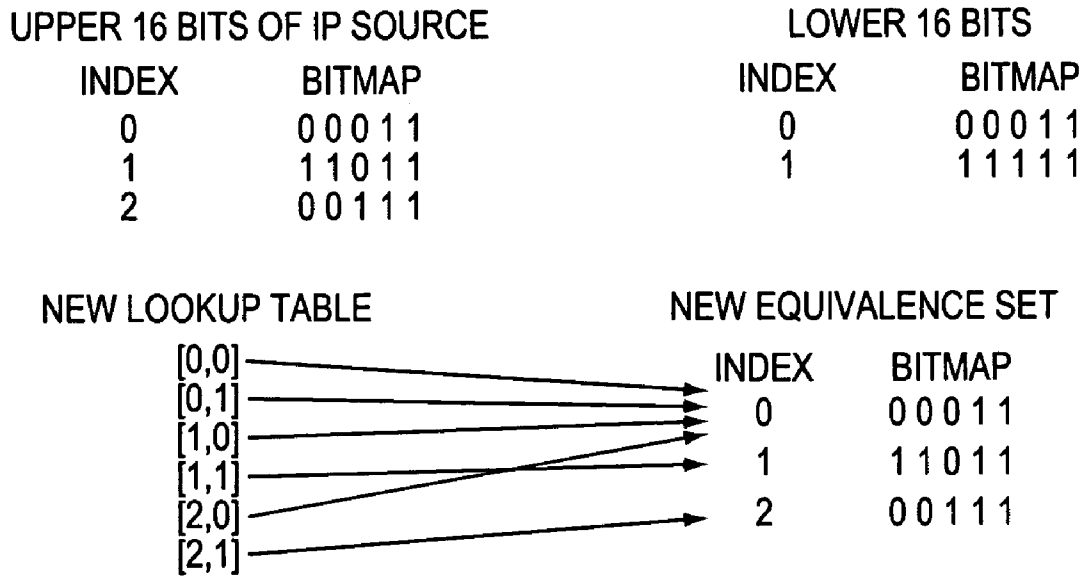 UPPER 16 BITS OF IP SOURCE
INDEX BITMAP
0 0 0 0 1 1
1 1 1 0 1 1
2 0 0 1 1 1
LOWER 16 BITS
INDEX BITMAP
0 0 0 0 1 1
1 1 1 1 1 1
NEW LOOKUP TABLE
[0,0]
[0,1]
[1,0]
[1,1]
[2,0]
[2,1]
NEW EQUIVALENCE SET
INDEX BITMAP
0 0 0 0 1 1
1 1 1 0 1 1
2 0 0 1 1 1